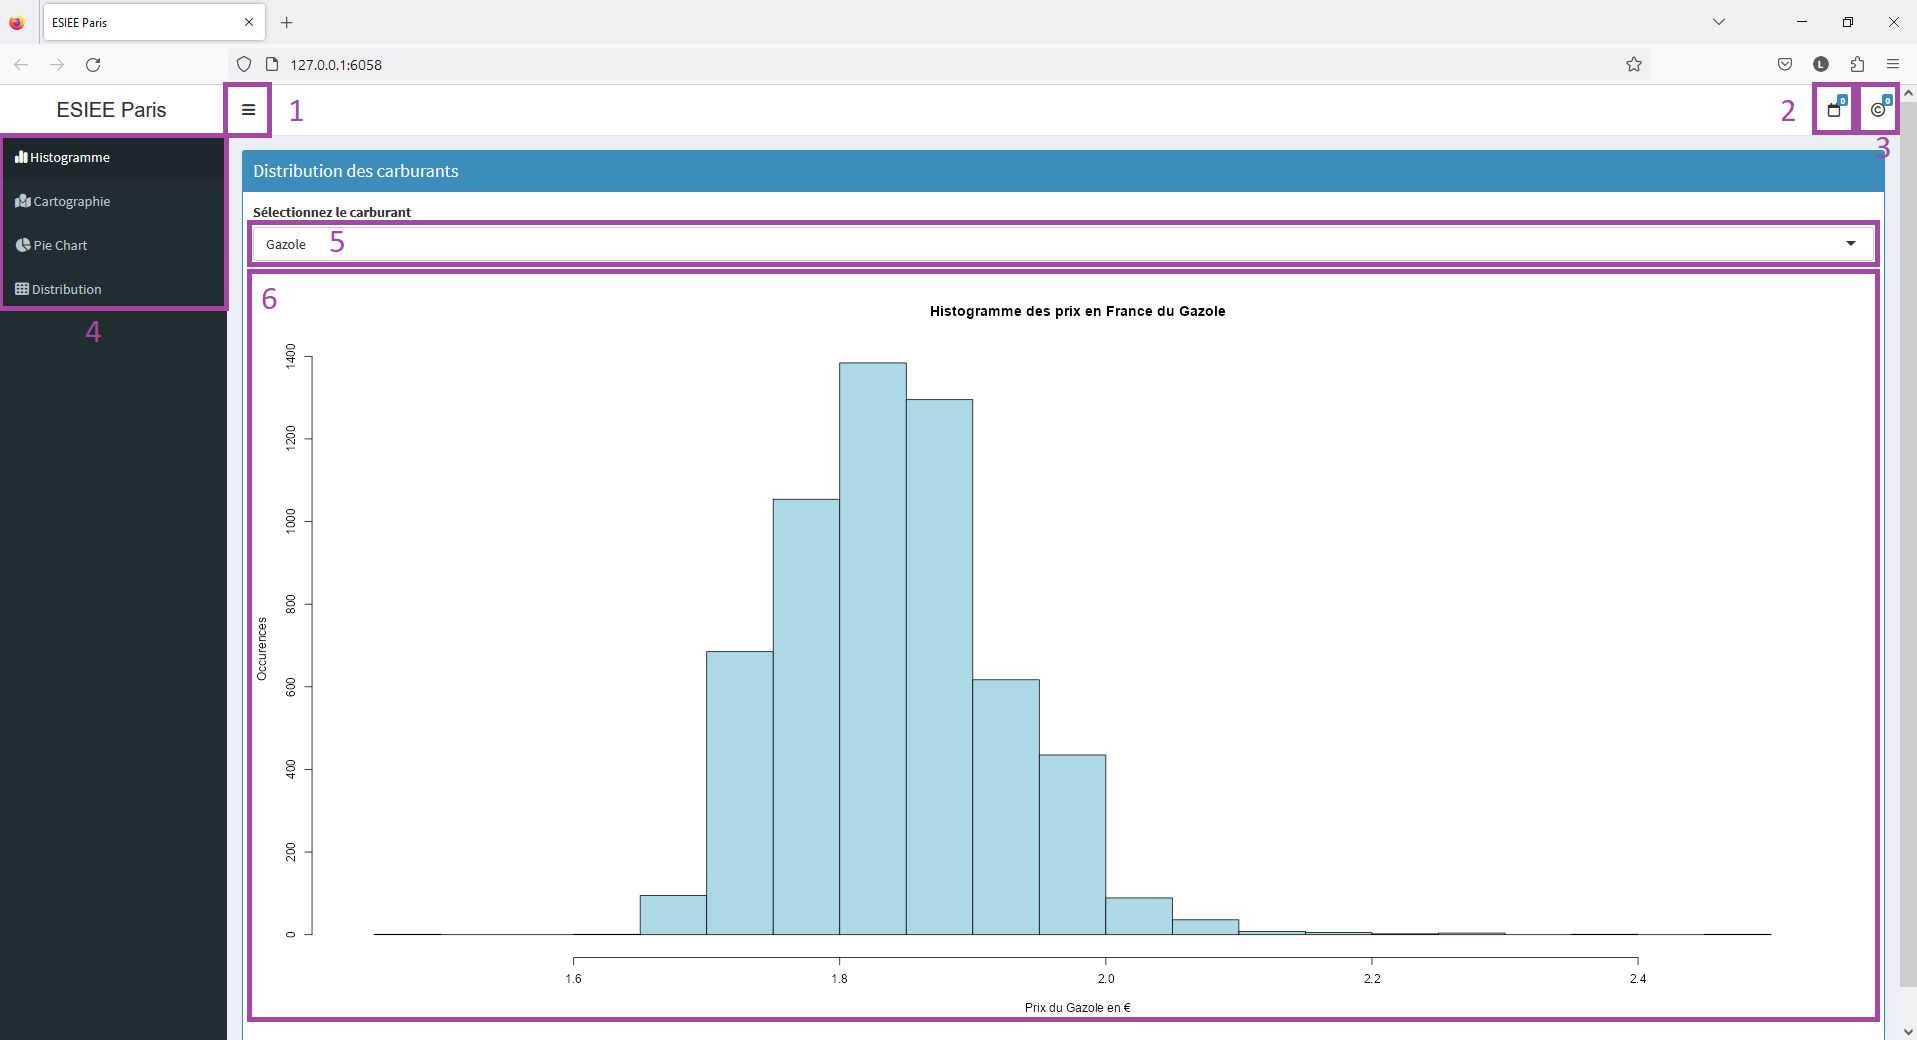 ESIEE Paris
127.0.0.1:6058
L
ESIEE Paris
1
2
0
0
3
Histogramme
Cartographie
Pie Chart
Distribution
4
Distribution des carburants
Sélectionnez le carburant
Gazole
5
6
Histogramme des prix en France du Gazole
1400
1200
1000
800
600
400
200
0
Occurences
1.6
1.8
2.0
2.2
2.4
Prix du Gazole en €